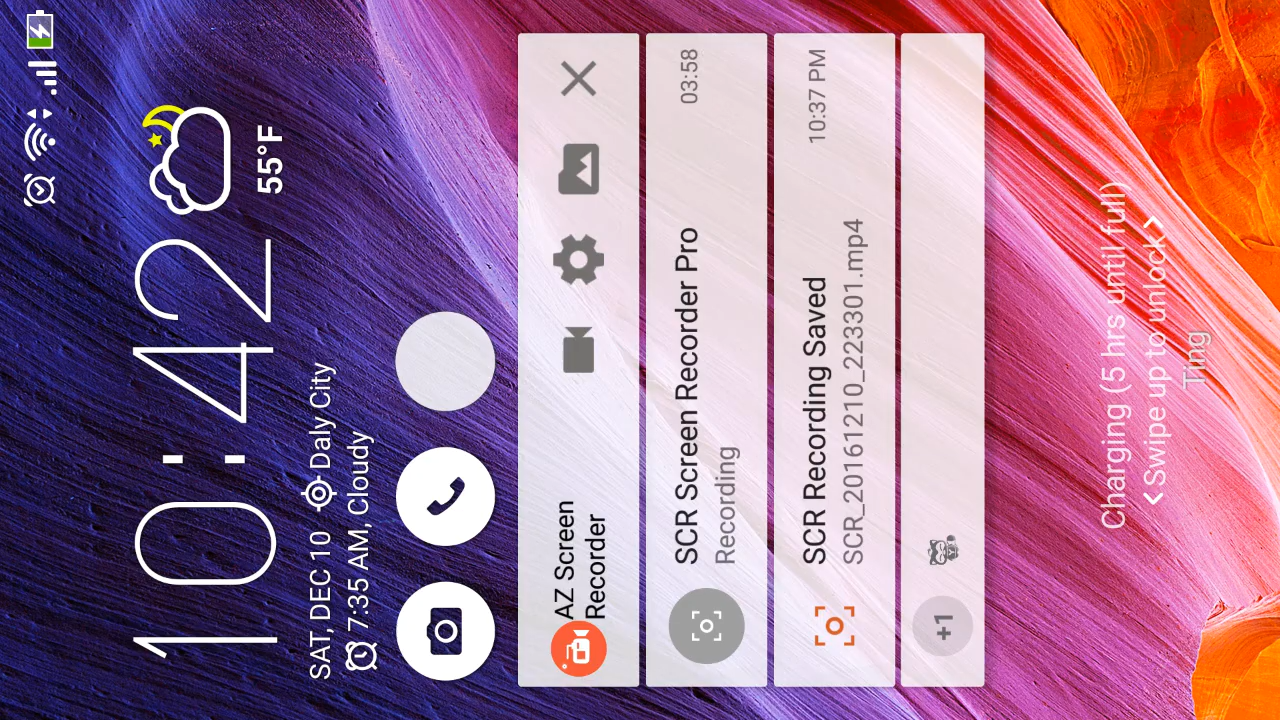 10:42
55°F
SAT, DEC 10 Daly City
7:35 AM, Cloudy
AZ Screen
Recorder
SCR Screen Recorder Pro 03:58
Recording
SCR Recording Saved 10:37 PM
SCR_20161210_223301.mp4
+1
Charging (5 hrs until full)
Swipe up to unlock
Ting